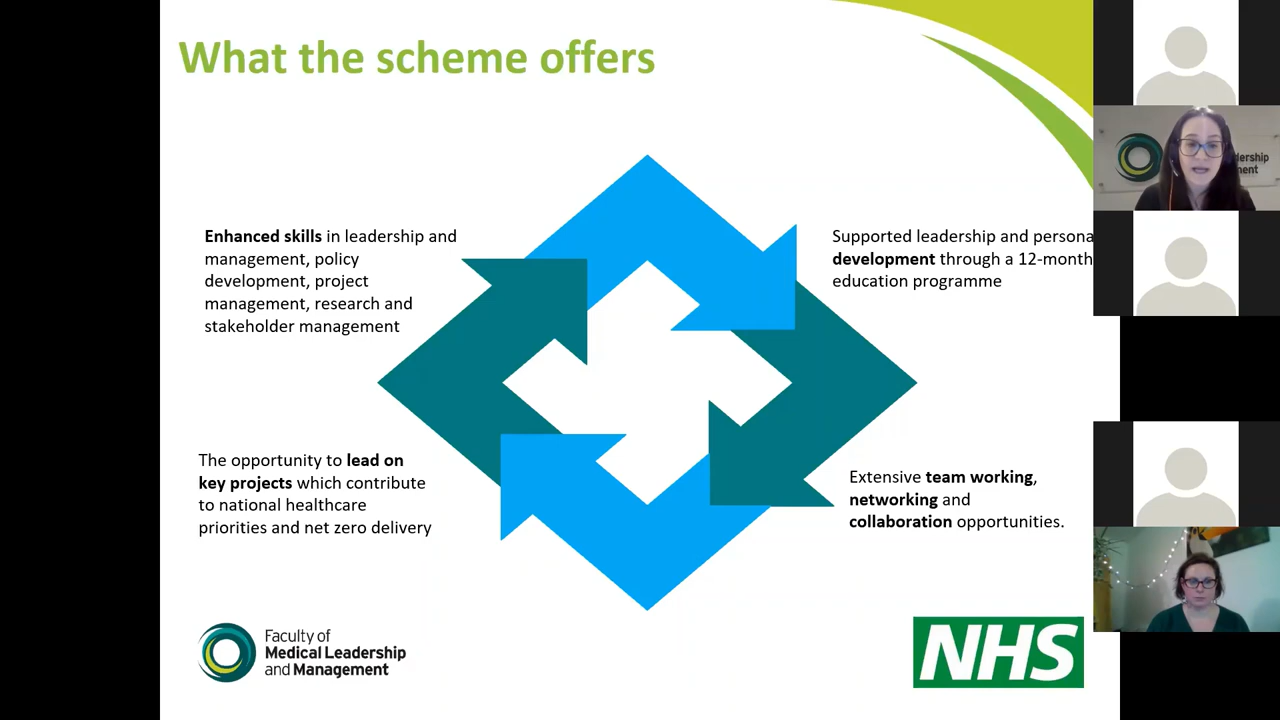 What the scheme offers
Enhanced skills in leadership and
management, policy
development, project
management, research and
stakeholder management
Supported leadership and persona
development through a 12-month
education programme
The opportunity to lead on
key projects which contribute
to national healthcare
priorities and net zero delivery
Extensive team working,
networking and
collaboration opportunities.
Faculty of
Medical Leadership
and Management
NHS
dership
ment